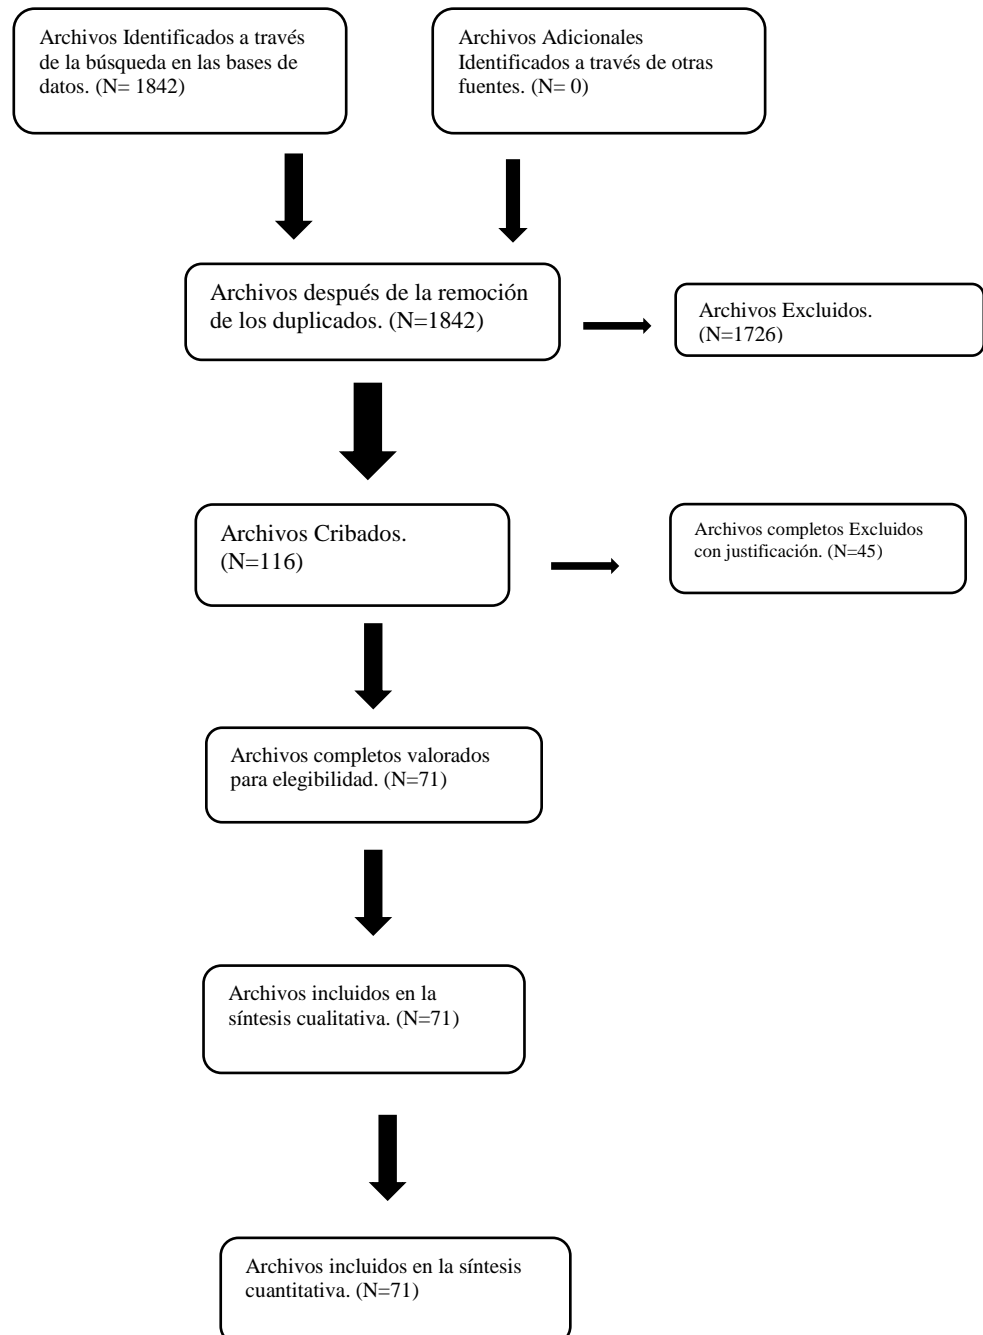 Archivos Identificados a través
de la búsqueda en las bases de
datos. (N= 1842)
Archivos Adicionales
Identificados a través de otras
fuentes. (N= 0)
Archivos después de la remoción
de los duplicados. (N=1842)
Archivos Excluidos.
(N=1726)
Archivos Cribados.
(N=116)
Archivos completos Excluidos
con justificación. (N=45)
Archivos completos valorados
para elegibilidad. (N=71)
Archivos incluidos en la
síntesis cualitativa. (N=71)
Archivos incluidos en la síntesis
cuantitativa. (N=71)